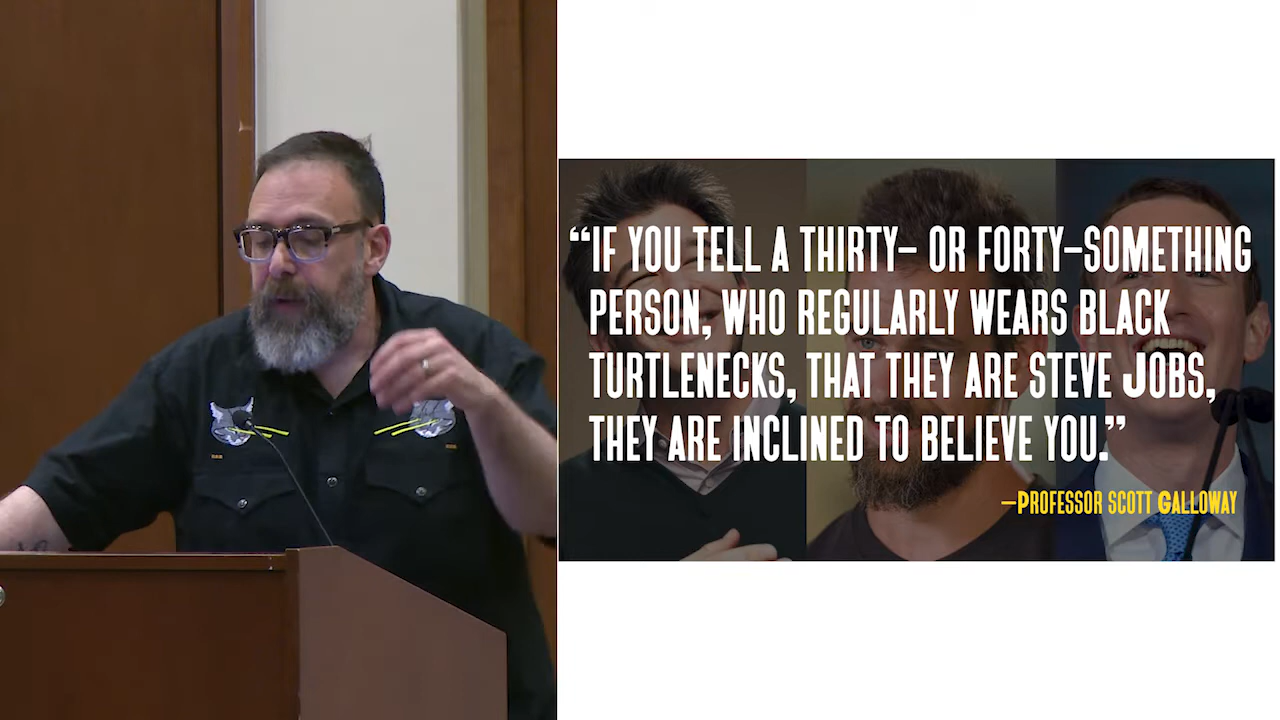 “IF YOU TELL A THIRTY- OR FORTY-SOMETHING
PERSON, WHO REGULARLY WEARS BLACK
TURTLENECKS, THAT THEY ARE STEVE JOBS,
THEY ARE INCLINED TO BELIEVE YOU.”
—PROFESSOR SCOTT GALLOWAY